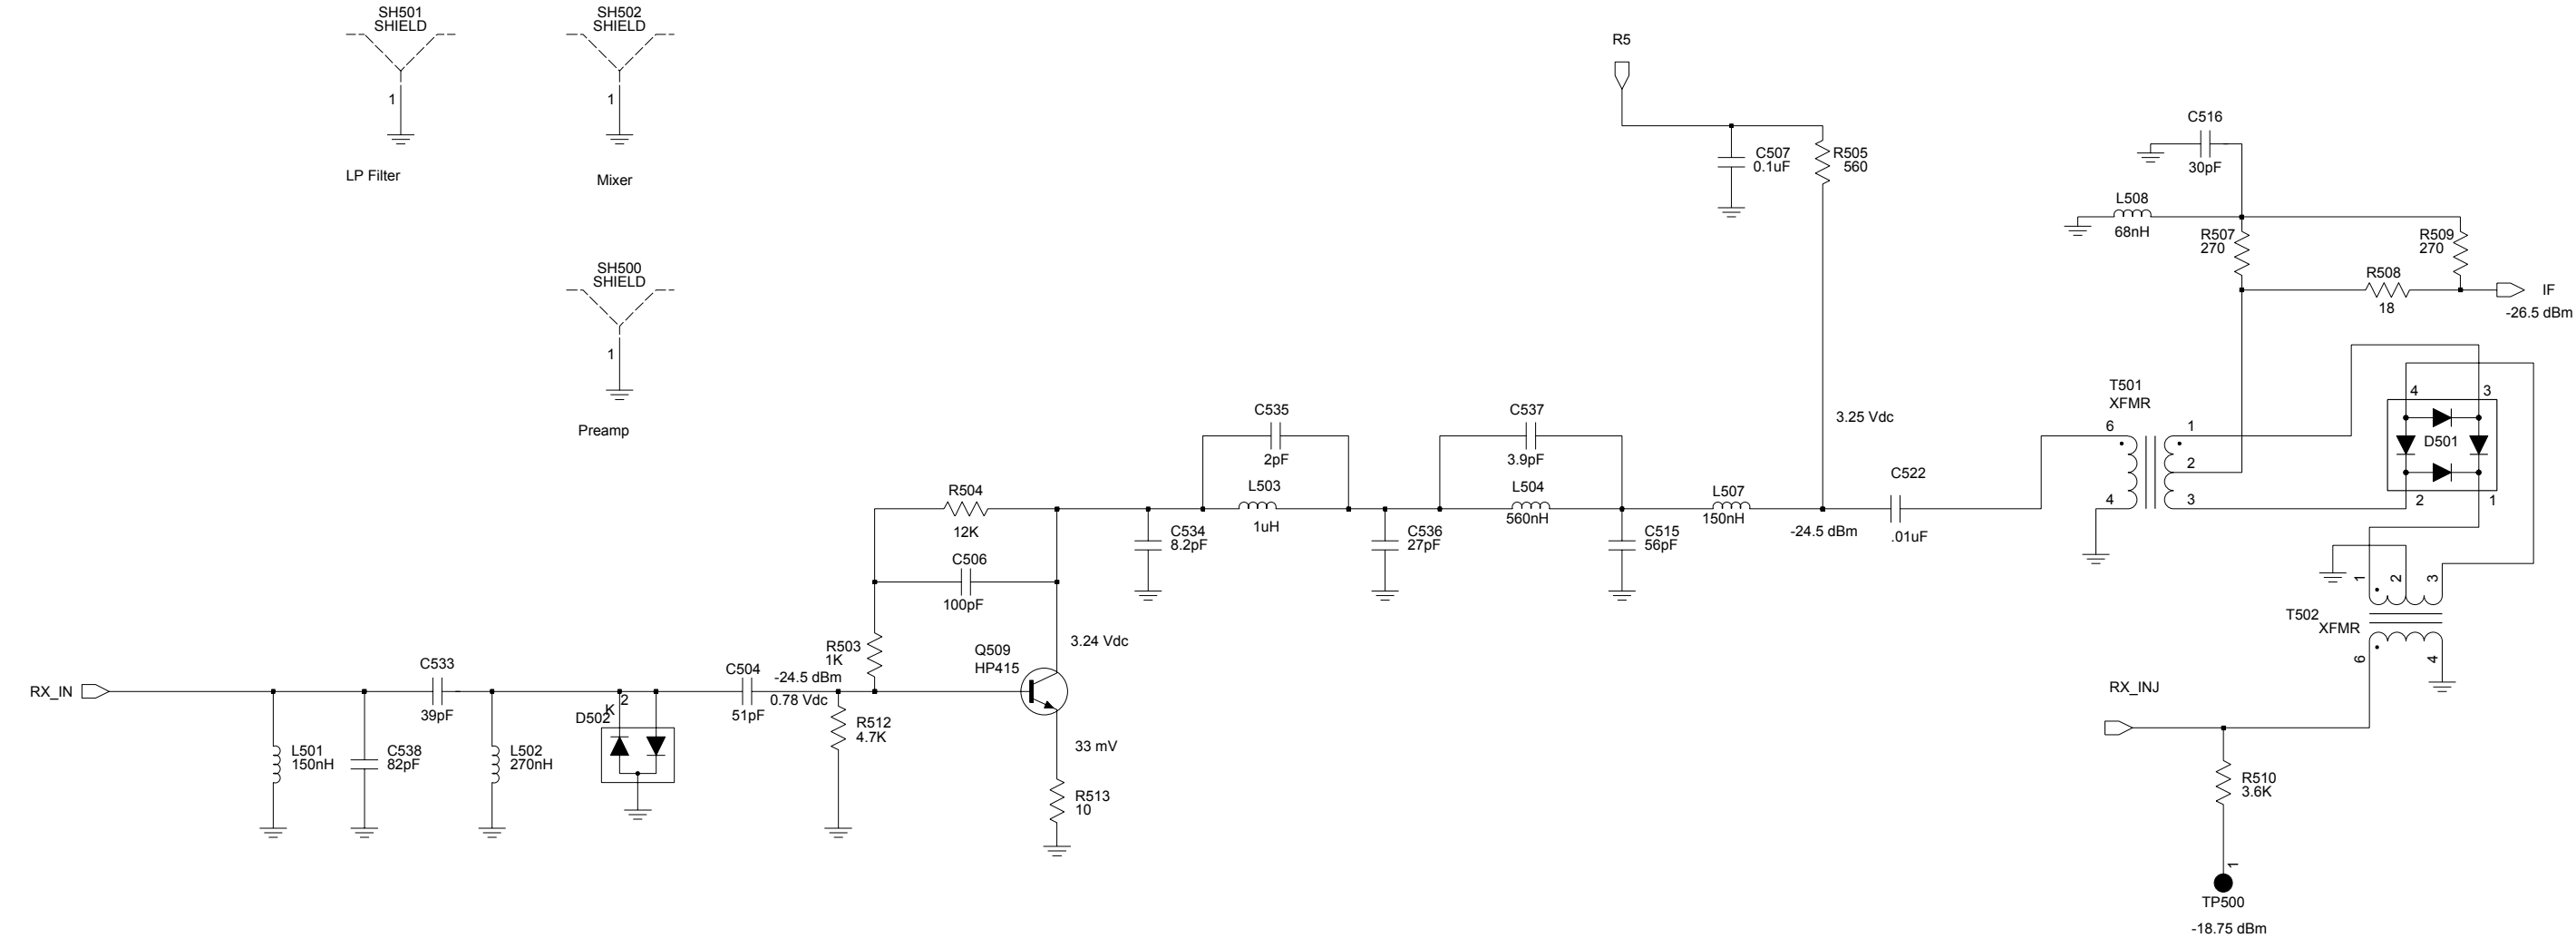 SH501
SHIELD
1
LP Filter
SH502
SHIELD
1
Mixer
SH500
SHIELD
1
Preamp
R5
C507
0.1uF
R505
560
C516
30pF
L508
68nH
R507
270
R509
270
R508
18
IF
-26.5 dBm
T501
XFMR
6
4
1
2
3
4
3
D501
2
1
C535
2pF
L503
1uH
C537
3.9pF
L504
560nH
L507
150nH
3.25 Vdc
-24.5 dBm
C522
.01uF
R504
12K
C506
100pF
C534
8.2pF
C536
27pF
C515
56pF
R503
1K
Q509
HP415
3.24 Vdc
33 mV
R513
10
RX_IN
C533
39pF
C504
51pF
-24.5 dBm
0.78 Vdc
R512
4.7K
L501
150nH
C538
82pF
L502
270nH
D502
K
2
1
2
3
T502
XFMR
6
4
RX_INJ
R510
3.6K
1
TP500
-18.75 dBm